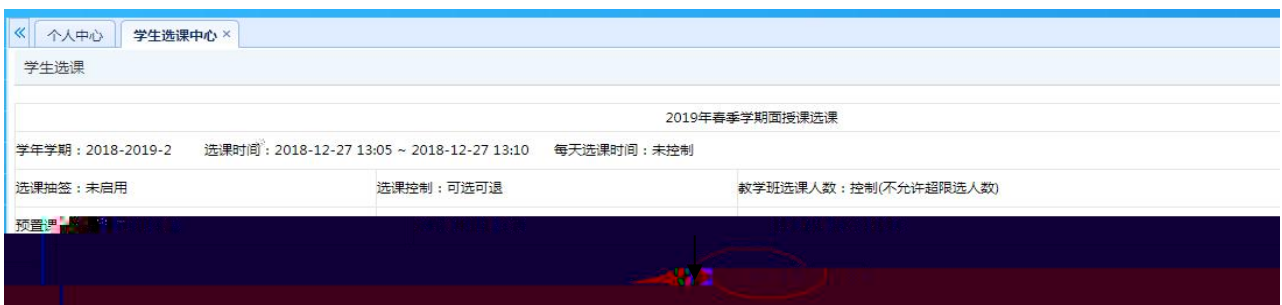 个人中心 学生选课中心 ×
学生选课
2019年春季学期面授课选课
学年学期：2018-2019-2 选课时间：2018-12-27 13:05 ~ 2018-12-27 13:10 每天选课时间：未控制
选课抽签：未启用 选课控制：可选可退 教学班选课人数：控制(不允许超限选人数)
预置课